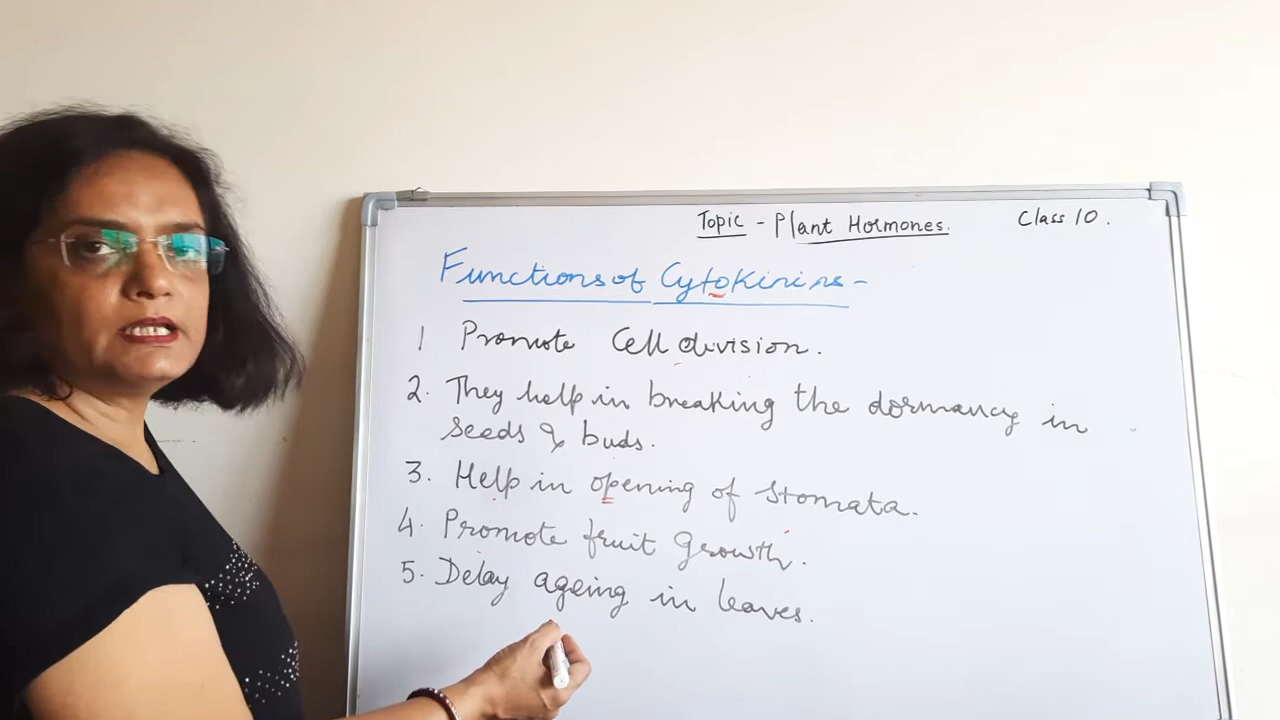 Topic - Plant Hormones. Class 10.
Functions of Cytokinins -
1 Promote Cell division.
2. They help in breaking the dormancy in
seeds & buds.
3. Help in opening of stomata.
4. Promote fruit growth.
5. Delay ageing in leaves.